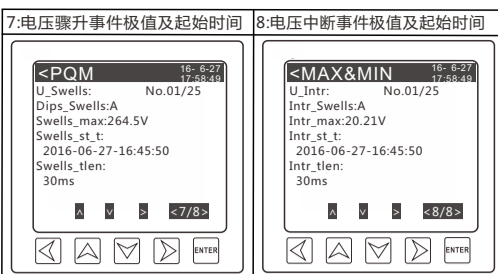 7:电压骤升事件极值及起始时间
<PQM
16- 6-27
17:58:49
U_Swells: No.01/25
Dips_Swells:A
Swells_max:264.5V
Swells_st_t:
2016-06-27-16:45:50
Swells_tlen:
30ms
∧ ∨ > <7/8>
ENTER
8:电压中断事件极值及起始时间
<MAX&MIN
16- 6-27
17:58:49
U_Intr: No.01/25
Intr_Swells:A
Intr_max:20.21V
Intr_st_t:
2016-06-27-16:45:50
Intr_tlen:
30ms
∧ ∨ > <8/8>
ENTER